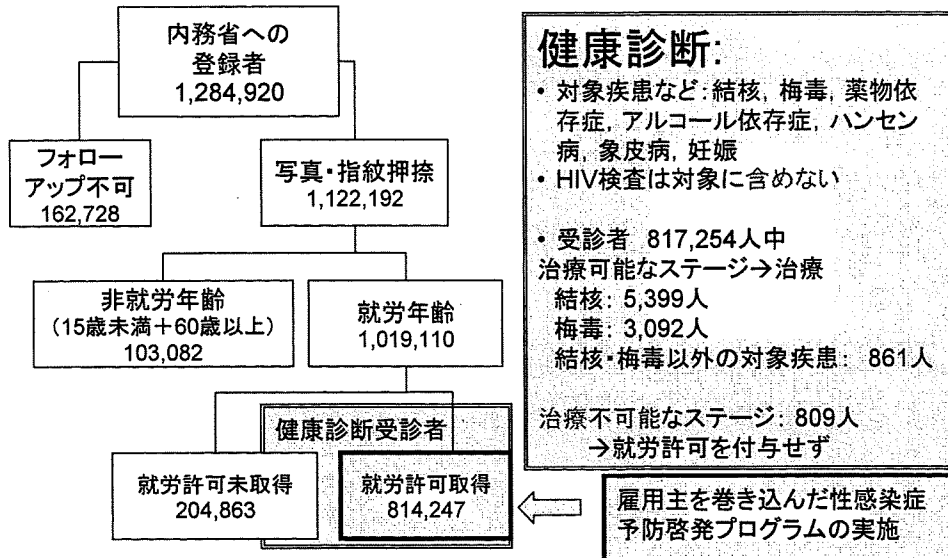 内務省への
登録者
1,284,920
フォロー
アップ不可
162,728
写真・指紋押捺
1,122,192
非就労年齢
(15歳未満+60歳以上)
103,082
就労年齢
1,019,110
健康診断受診者
就労許可未取得
204,863
就労許可取得
814,247
健康診断:
• 対象疾患など:結核, 梅毒, 薬物依
存症, アルコール依存症, ハンセン
病, 象皮病, 妊娠
• HIV検査は対象に含めない
• 受診者 817,254人中
治療可能なステージ→治療
結核: 5,399人
梅毒: 3,092人
結核・梅毒以外の対象疾患: 861人
治療不可能なステージ: 809人
→就労許可を付与せず
雇用主を巻き込んだ性感染症
予防啓発プログラムの実施